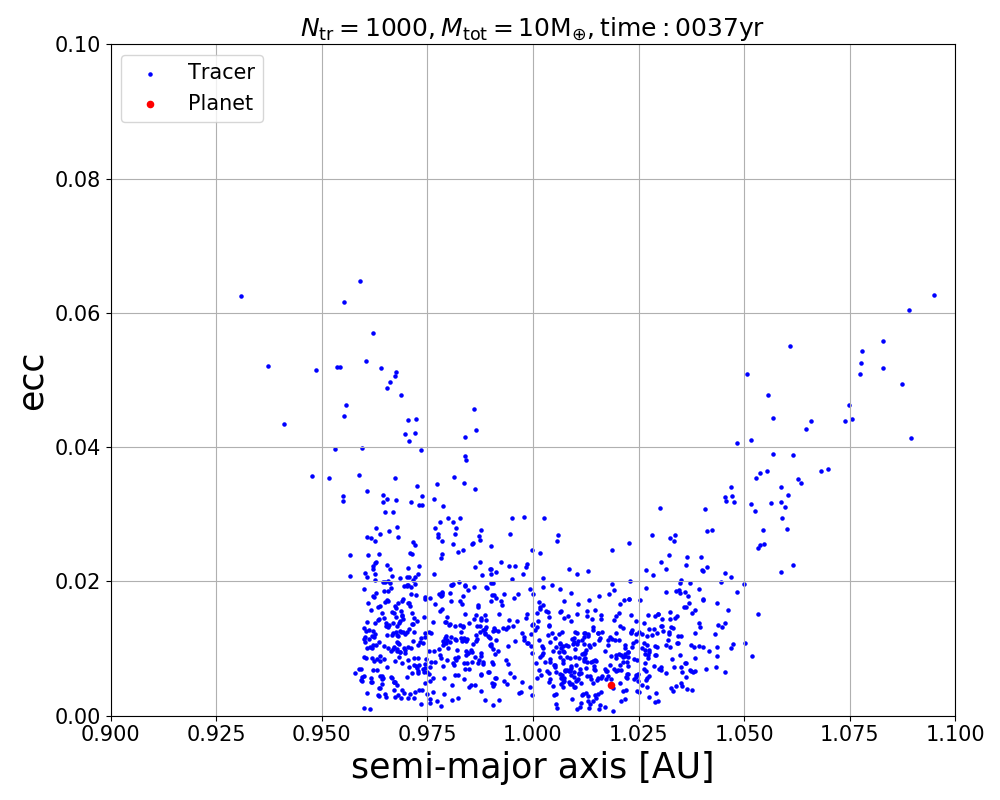 N_tr = 1000, M_tot = 10M_⊕, time : 0037yr
0.10
Tracer
Planet
0.08
0.06
ecc
0.04
0.02
0.00
0.900 0.925 0.950 0.975 1.000 1.025 1.050 1.075 1.100
semi-major axis [AU]